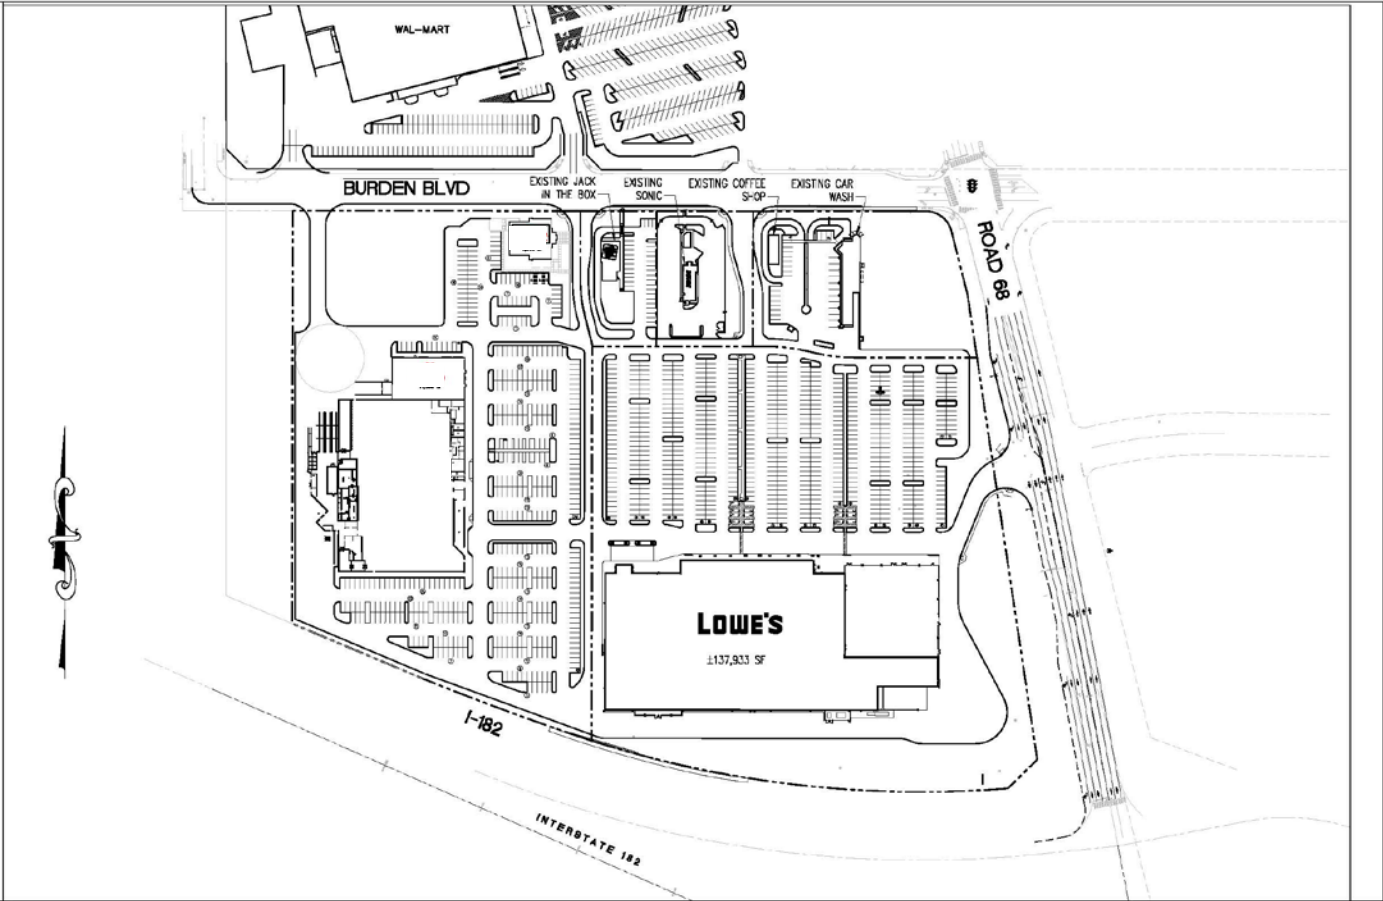 WAL-MART
BURDEN BLVD
EXISTING JACK
IN THE BOX
EXISTING
SONIC
EXISTING COFFEE
SHOP
EXISTING CAR
WASH
ROAD 68
LOWE'S
±137,933 SF
I-182
INTERSTATE 182